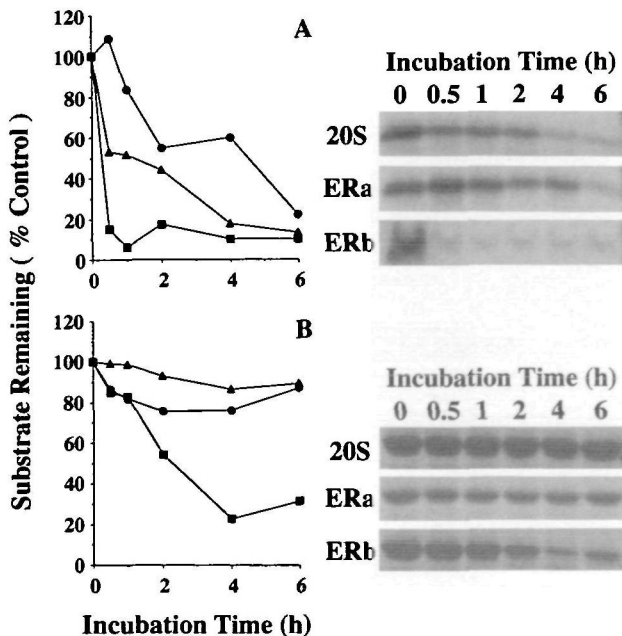 Substrate Remaining ( % Control)
A
120
100
80
60
40
20
0
0 2 4 6
B
120
100
80
60
40
20
0
0 2 4 6
Incubation Time (h)
Incubation Time (h)
0 0.5 1 2 4 6
20S
ERa
ERb
Incubation Time (h)
0 0.5 1 2 4 6
20S
ERa
ERb